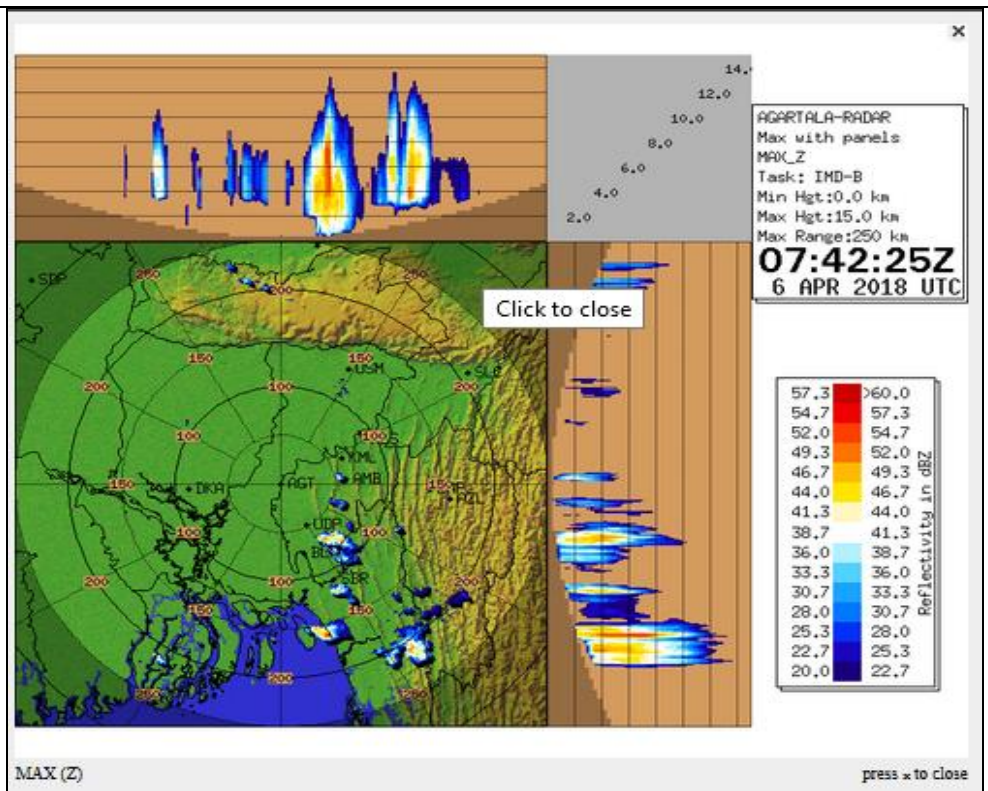 ×
14.
12.0
10.0
8.0
6.0
4.0
2.0
AGARTALA-RADAR
Max with panels
MAX_Z
Task: IMD-B
Min Hgt:0.0 km
Max Hgt:15.0 km
Max Range:250 km
07:42:25Z
6 APR 2018 UTC
Click to close
250 250
SDP
200
150 150
USM
SLC
200 100 200
100 100
KML
AMB
150 AGT 150
DKA
UDP
100 100
200 100 200
SBR
150 150
200
250 250
57.3 >60.0
54.7 57.3
52.0 54.7
49.3 52.0
46.7 49.3
44.0 46.7
41.3 44.0
38.7 41.3
36.0 38.7
33.3 36.0
30.7 33.3
28.0 30.7
25.3 28.0
22.7 25.3
20.0 22.7
Reflectivity in dBZ
MAX (Z)
press × to close